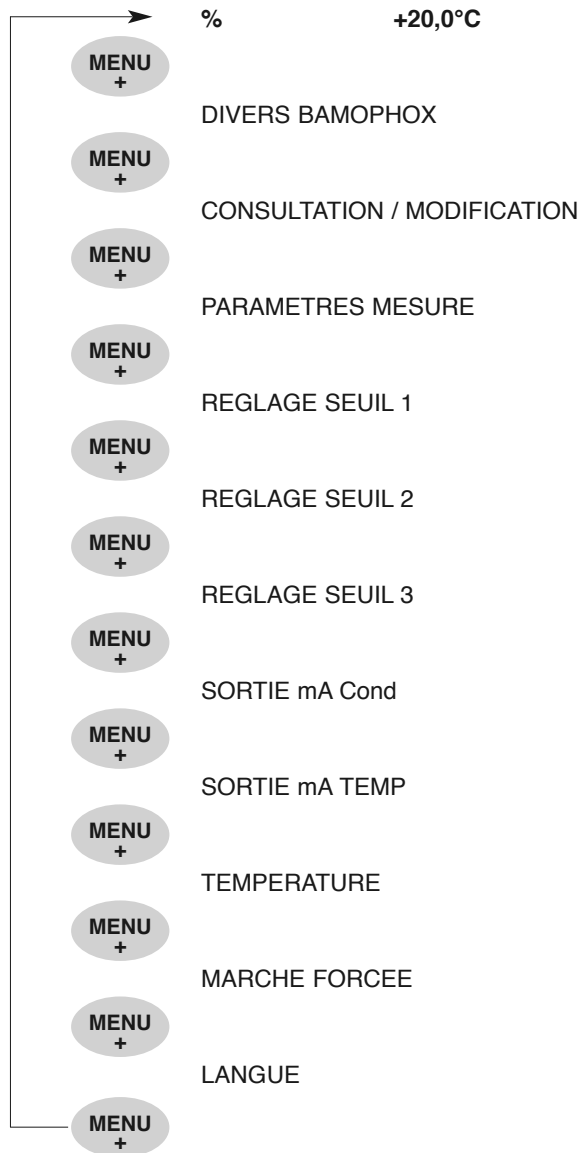 % +20,0°C
MENU
+
DIVERS BAMOPHOX
MENU
+
CONSULTATION / MODIFICATION
MENU
+
PARAMETRES MESURE
MENU
+
REGLAGE SEUIL 1
MENU
+
REGLAGE SEUIL 2
MENU
+
REGLAGE SEUIL 3
MENU
+
SORTIE mA Cond
MENU
+
SORTIE mA TEMP
MENU
+
TEMPERATURE
MENU
+
MARCHE FORCEE
MENU
+
LANGUE
MENU
+